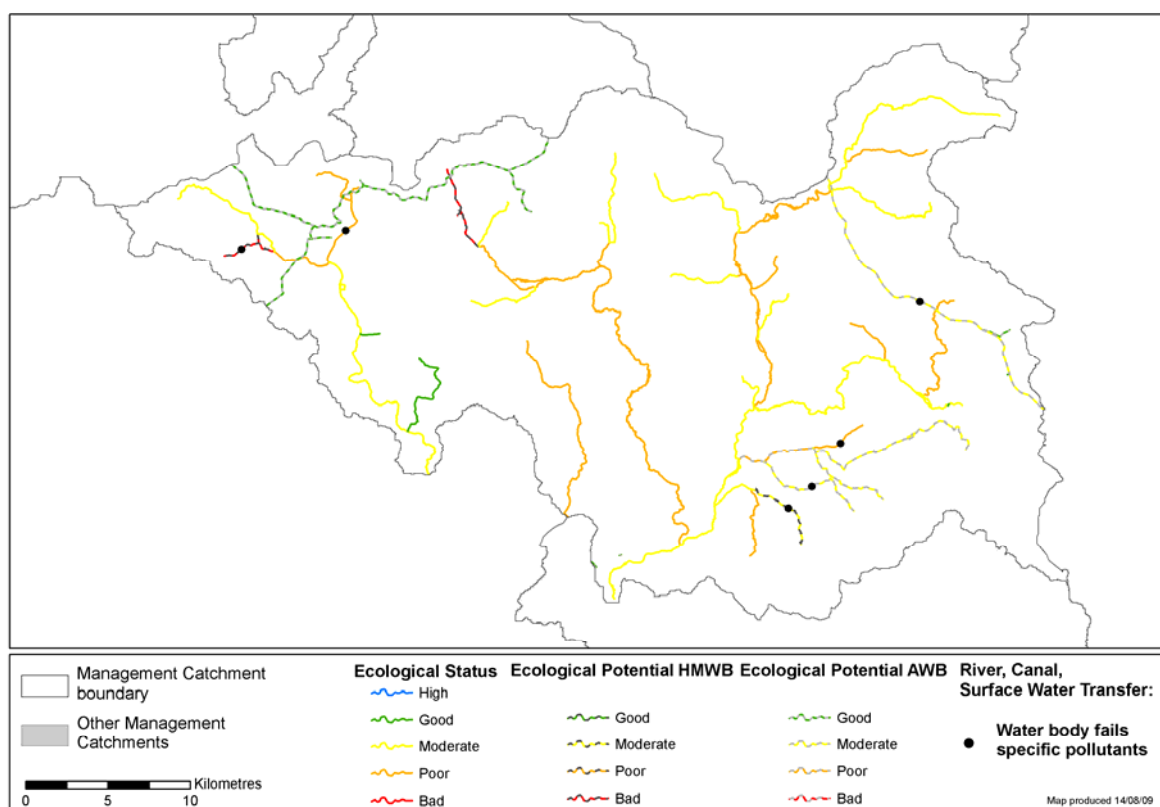 Management Catchment
boundary
Other Management
Catchments
Kilometres
0 5 10
Ecological Status
High
Good
Moderate
Poor
Bad
Ecological Potential HMWB
Good
Moderate
Poor
Bad
Ecological Potential AWB
Good
Moderate
Poor
Bad
River, Canal,
Surface Water Transfer:
Water body fails
specific pollutants
Map produced 14/08/09